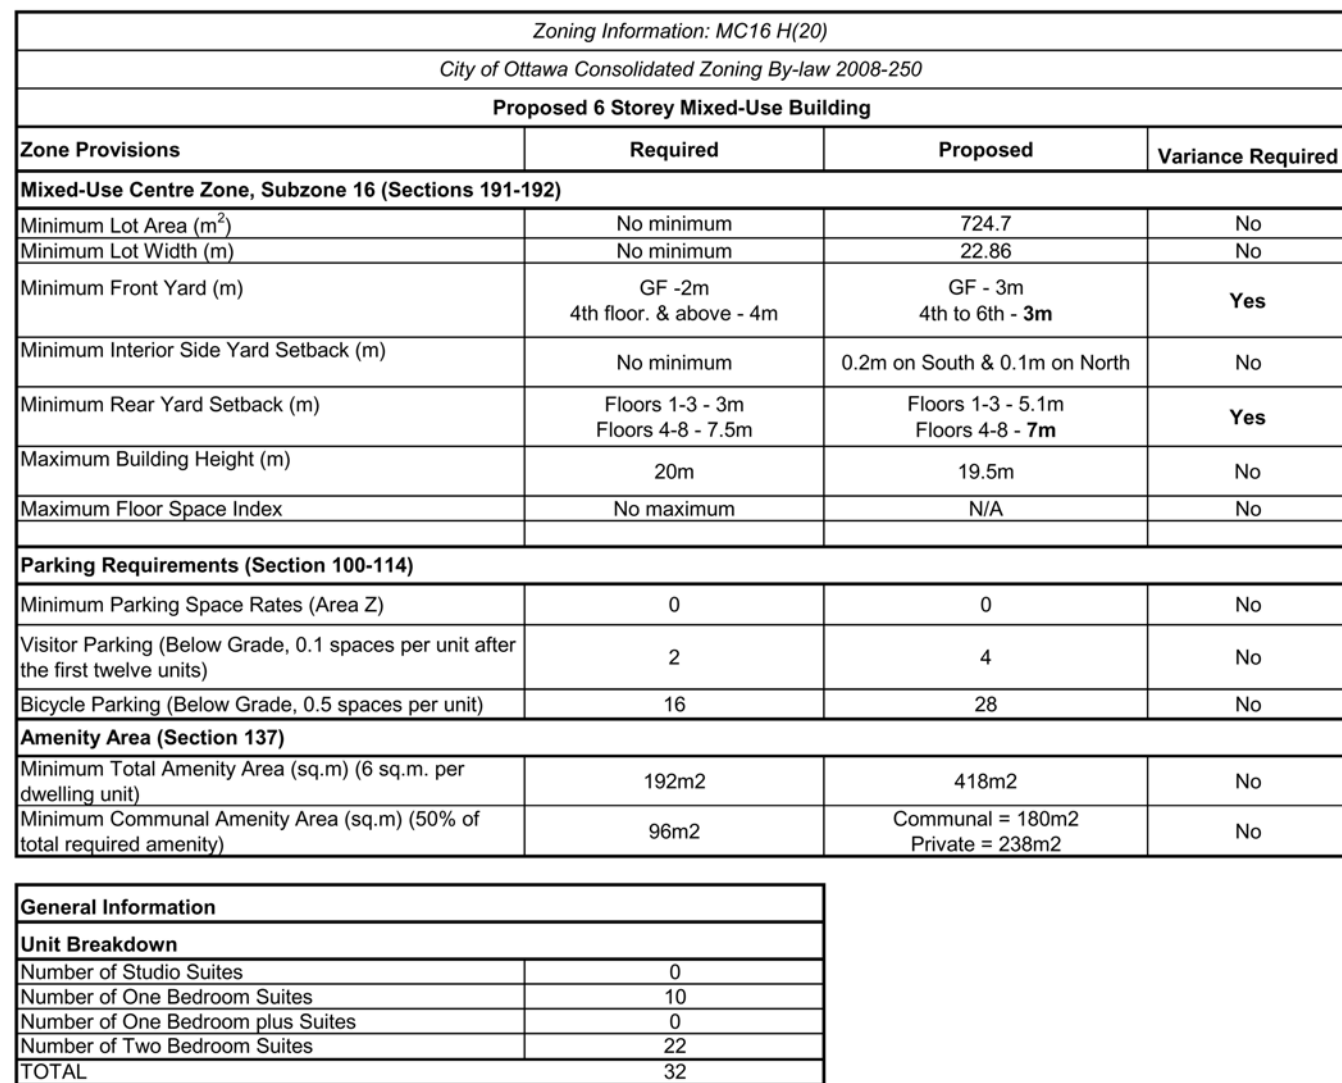 Zoning Information: MC16 H(20)
City of Ottawa Consolidated Zoning By-law 2008-250
Proposed 6 Storey Mixed-Use Building
Zone Provisions Required Proposed Variance Required
Mixed-Use Centre Zone, Subzone 16 (Sections 191-192)
Minimum Lot Area (m²) No minimum 724.7 No
Minimum Lot Width (m) No minimum 22.86 No
Minimum Front Yard (m) GF -2m GF - 3m Yes
4th floor. & above - 4m 4th to 6th - 3m
Minimum Interior Side Yard Setback (m) No minimum 0.2m on South & 0.1m on North No
Minimum Rear Yard Setback (m) Floors 1-3 - 3m Floors 1-3 - 5.1m Yes
Floors 4-8 - 7.5m Floors 4-8 - 7m
Maximum Building Height (m) 20m 19.5m No
Maximum Floor Space Index No maximum N/A No
Parking Requirements (Section 100-114)
Minimum Parking Space Rates (Area Z) 0 0 No
Visitor Parking (Below Grade, 0.1 spaces per unit after 2 4 No
the first twelve units)
Bicycle Parking (Below Grade, 0.5 spaces per unit) 16 28 No
Amenity Area (Section 137)
Minimum Total Amenity Area (sq.m) (6 sq.m. per 192m2 418m2 No
dwelling unit)
Minimum Communal Amenity Area (sq.m) (50% of 96m2 Communal = 180m2 No
total required amenity) Private = 238m2
General Information
Unit Breakdown
Number of Studio Suites 0
Number of One Bedroom Suites 10
Number of One Bedroom plus Suites 0
Number of Two Bedroom Suites 22
TOTAL 32